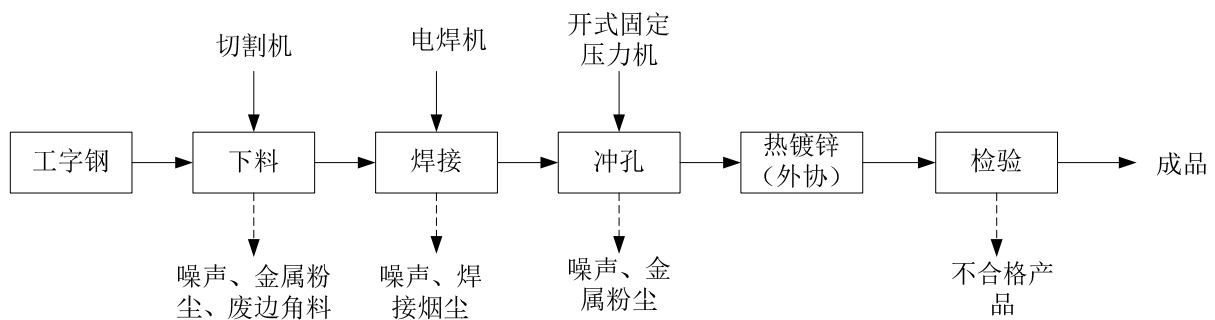 切割机
电焊机
开式固定
压力机
工字钢
下料
焊接
冲孔
热镀锌
（外协）
检验
成品
噪声、金属粉
尘、废边角料
噪声、焊
接烟尘
噪声、金
属粉尘
不合格产
品